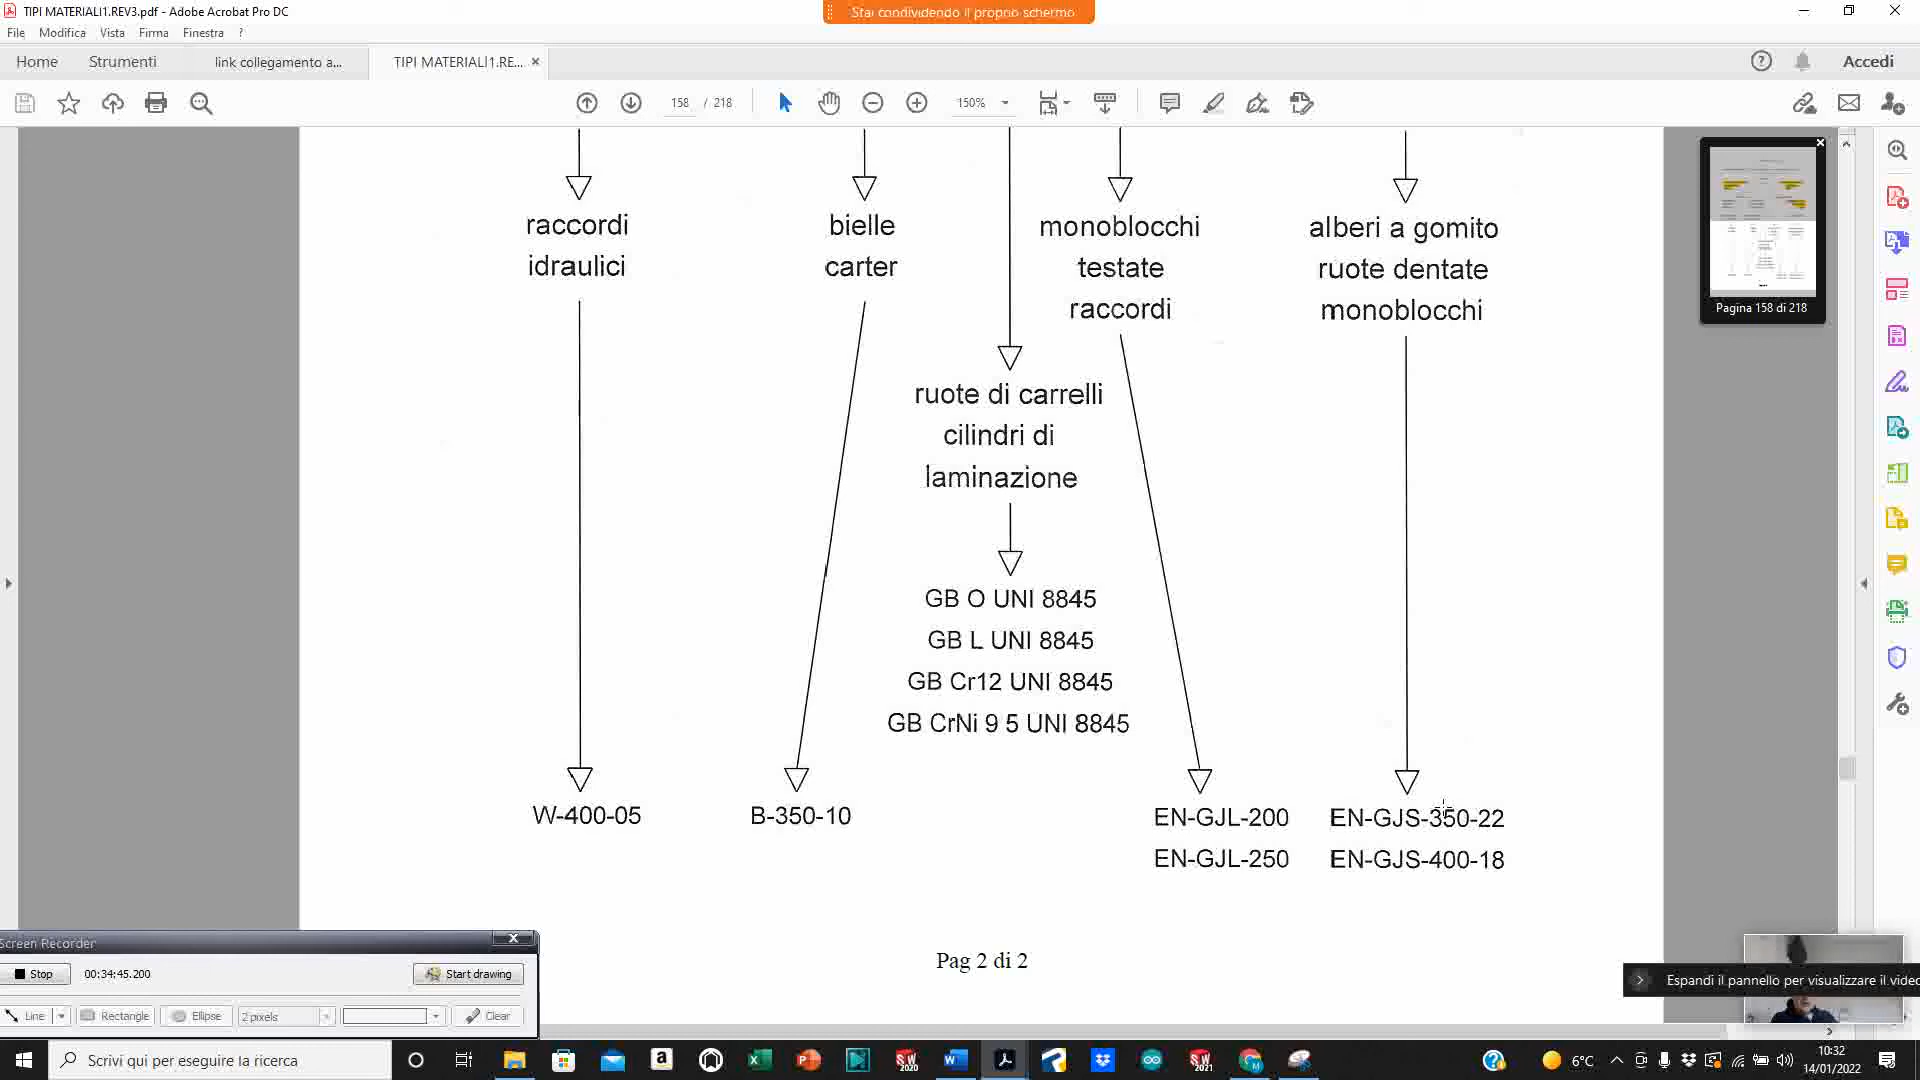 TIPI MATERIALI1.REV3.pdf - Adobe Acrobat Pro DC
Stai condividendo il proprio schermo
File Modifica Vista Firma Finestra ?
Home Strumenti link collegamento a... TIPI MATERIALI1.RE... × Accedi
158 / 218 150%
raccordi
idraulici
bielle
carter
monoblocchi
testate
raccordi
alberi a gomito
ruote dentate
monoblocchi
Pagina 158 di 218
ruote di carrelli
cilindri di
laminazione
GB O UNI 8845
GB L UNI 8845
GB Cr12 UNI 8845
GB CrNi 9 5 UNI 8845
W-400-05
B-350-10
EN-GJL-200
EN-GJL-250
EN-GJS-350-22
EN-GJS-400-18
Pag 2 di 2
Screen Recorder
Stop 00:34:45.200 Start drawing
Line Rectangle Ellipse 2 pixels Clear
Espandi il pannello per visualizzare il video
Scrivi qui per eseguire la ricerca
6°C
10:32
14/01/2022